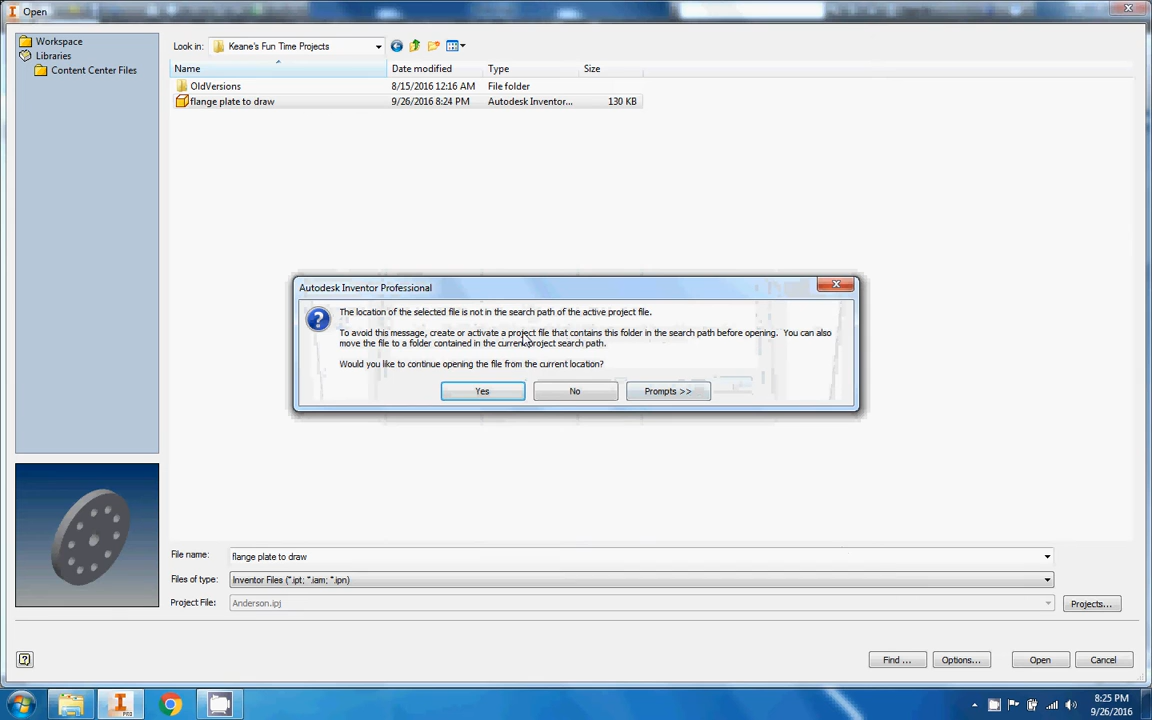 Open
Workspace
Libraries
Content Center Files
Look in: Keane's Fun Time Projects
Name Date modified Type Size
OldVersions 8/15/2016 12:16 AM File folder
flange plate to draw 9/26/2016 8:24 PM Autodesk Inventor... 130 KB
Autodesk Inventor Professional
The location of the selected file is not in the search path of the active project file.
To avoid this message, create or activate a project file that contains this folder in the search path before opening. You can also
move the file to a folder contained in the current project search path.
Would you like to continue opening the file from the current location?
Yes No Prompts >>
File name: flange plate to draw
Files of type: Inventor Files (*.ipt; *.iam; *.ipn)
Project File: Anderson.ipj Projects...
Find ... Options... Open Cancel
PRO
8:25 PM
9/26/2016